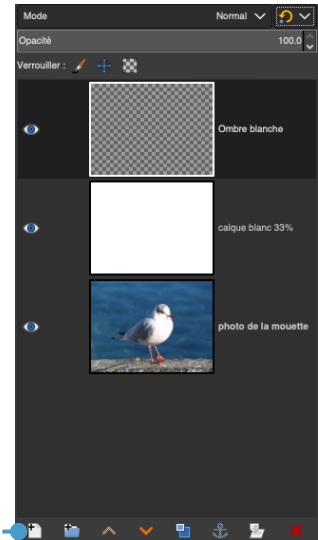 Mode Normal
Opacité 100.0
Verrouiller :
Ombre blanche
calque blanc 33%
photo de la mouette